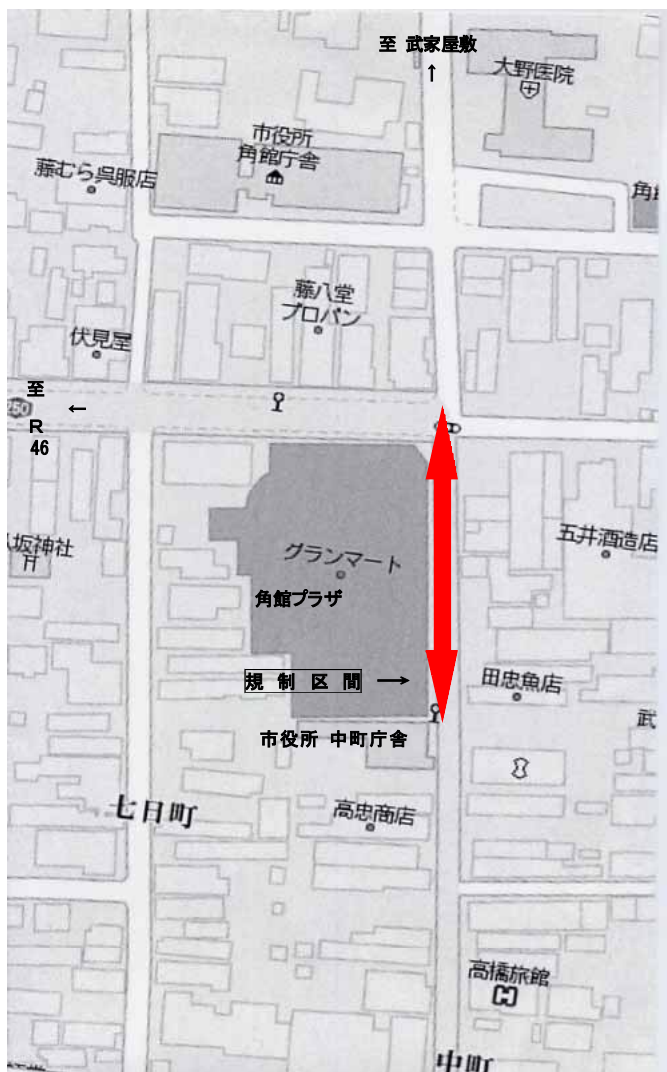 至 武家屋敷
↑
大野医院
市役所
角館庁舎
藤むら呉服店
角館
藤八堂
プロパン
伏見屋
至
←
250
R
46
五井酒造店
八坂神社
グランマート
角館プラザ
規制区間 →
田忠魚店
武
市役所 中町庁舎
七日町
高忠商店
高橋旅館
中町